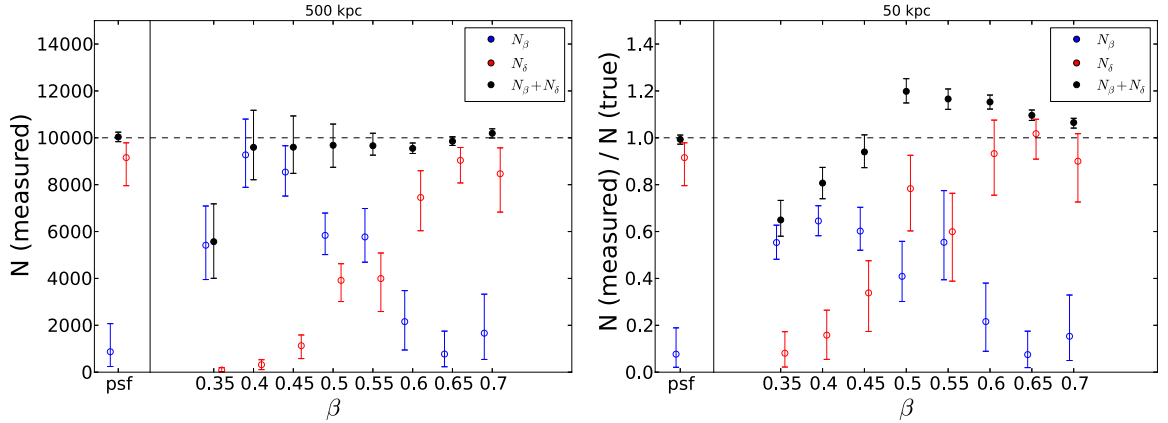 500 kpc
N (measured)
14000
12000
10000
8000
6000
4000
2000
0
N_β
N_δ
N_β+N_δ
psf
0.35
0.4
0.45
0.5
0.55
0.6
0.65
0.7
β
50 kpc
N (measured) / N (true)
1.4
1.2
1.0
0.8
0.6
0.4
0.2
0.0
N_β
N_δ
N_β+N_δ
psf
0.35
0.4
0.45
0.5
0.55
0.6
0.65
0.7
β